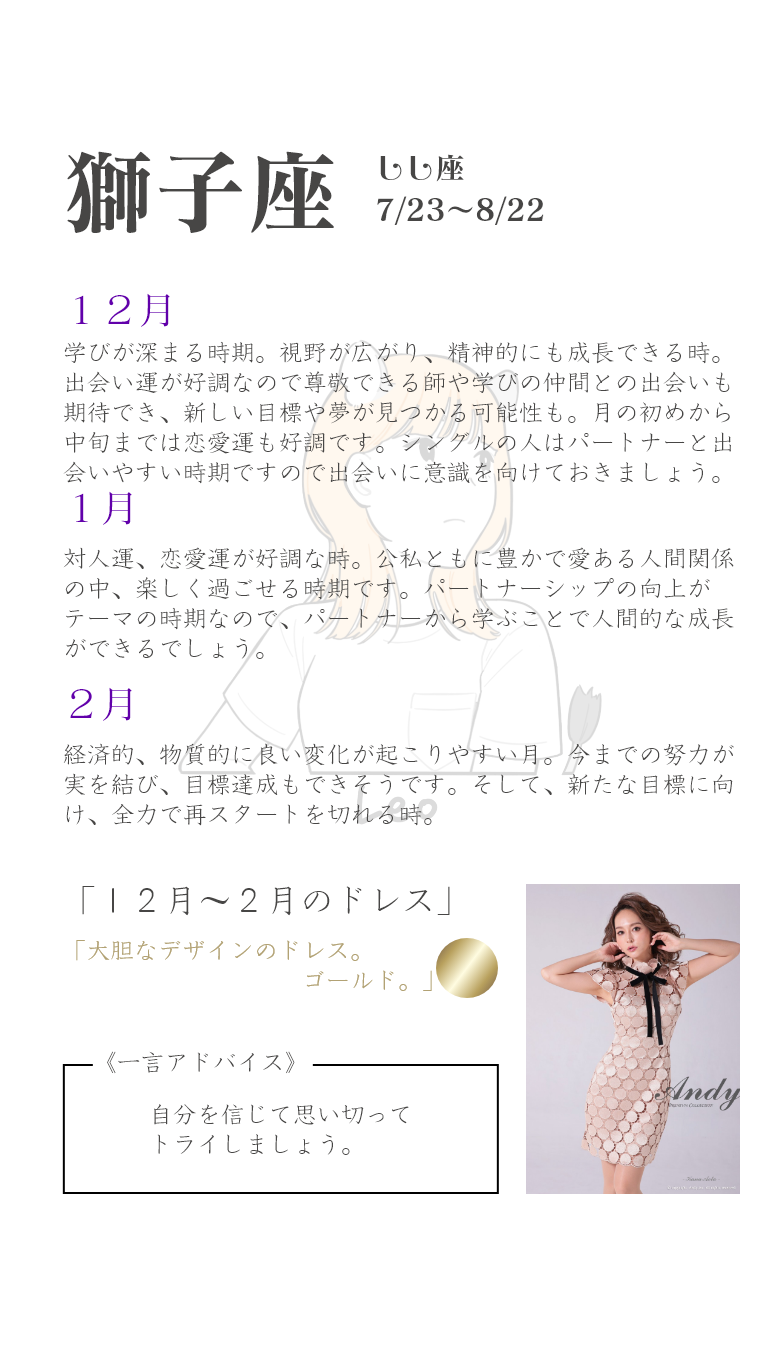 獅子座
しし座
7/23〜8/22
１２月
学びが深まる時期。視野が広がり、精神的にも成長できる時。
出会い運が好調なので尊敬できる師や学びの仲間との出会いも
期待でき、新しい目標や夢が見つかる可能性も。月の初めから
中旬までは恋愛運も好調です。シングルの人はパートナーと出
会いやすい時期ですので出会いに意識を向けておきましょう。
１月
対人運、恋愛運が好調な時。公私ともに豊かで愛ある人間関係
の中、楽しく過ごせる時期です。パートナーシップの向上が
テーマの時期なので、パートナーから学ぶことで人間的な成長
ができるでしょう。
２月
経済的、物質的に良い変化が起こりやすい月。今までの努力が
実を結び、目標達成もできそうです。そして、新たな目標に向
け、全力で再スタートを切れる時。
Leo
「１２月〜２月のドレス」
「大胆なデザインのドレス。
ゴールド。」
Andy
《一言アドバイス》
自分を信じて思い切って
トライしましょう。